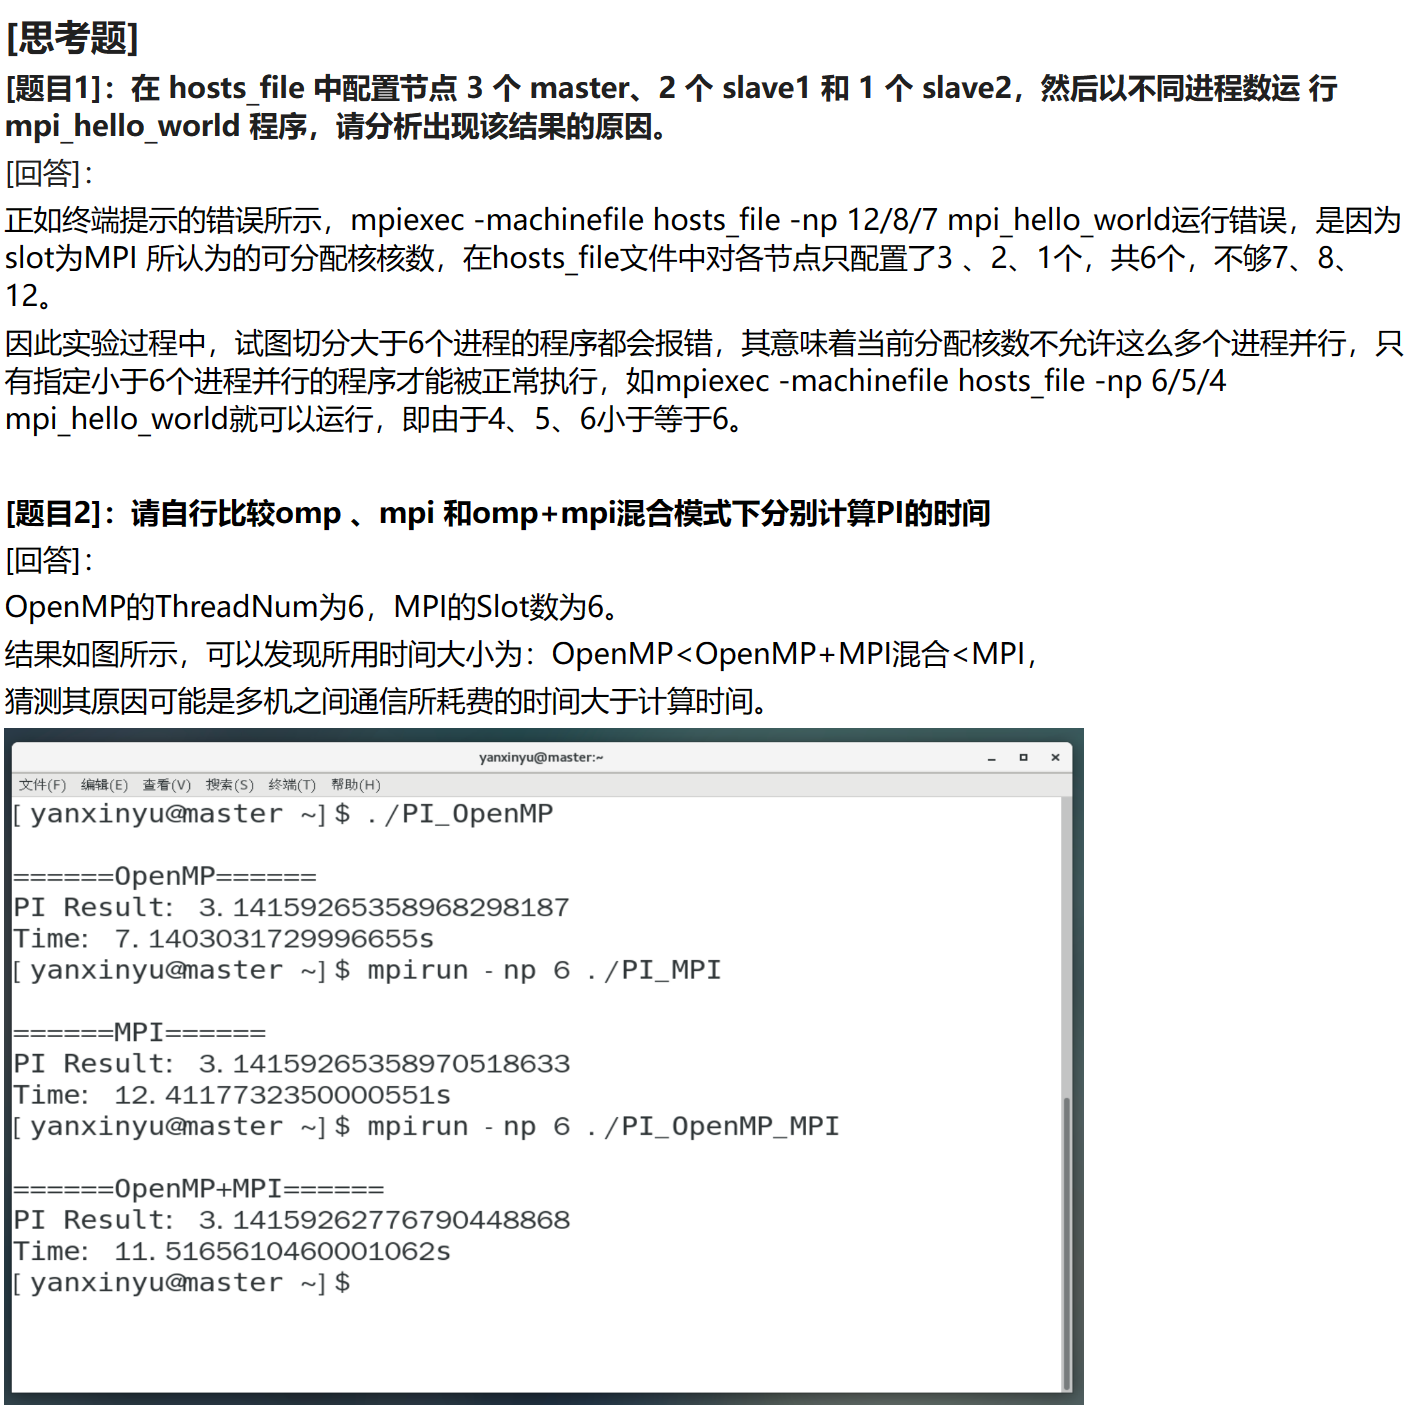 [思考题]
[题目1]：在 hosts_file 中配置节点 3 个 master、2 个 slave1 和 1 个 slave2，然后以不同进程数运 行
mpi_hello_world 程序，请分析出现该结果的原因。
[回答]：
正如终端提示的错误所示，mpiexec -machinefile hosts_file -np 12/8/7 mpi_hello_world运行错误，是因为
slot为MPI 所认为的可分配核核数，在hosts_file文件中对各节点只配置了3 、2、1个，共6个，不够7、8、
12。
因此实验过程中，试图切分大于6个进程的程序都会报错，其意味着当前分配核数不允许这么多个进程并行，只
有指定小于6个进程并行的程序才能被正常执行，如mpiexec -machinefile hosts_file -np 6/5/4
mpi_hello_world就可以运行，即由于4、5、6小于等于6。
[题目2]：请自行比较omp 、mpi 和omp+mpi混合模式下分别计算PI的时间
[回答]：
OpenMP的ThreadNum为6，MPI的Slot数为6。
结果如图所示，可以发现所用时间大小为：OpenMP<OpenMP+MPI混合<MPI，
猜测其原因可能是多机之间通信所耗费的时间大于计算时间。
yanxinyu@master:~
文件(F) 编辑(E) 查看(V) 搜索(S) 终端(T) 帮助(H)
[yanxinyu@master ~]$ ./PI_OpenMP
======OpenMP======
PI Result: 3.14159265358968298187
Time: 7.1403031729996655s
[yanxinyu@master ~]$ mpirun -np 6 ./PI_MPI
======MPI======
PI Result: 3.14159265358970518633
Time: 12.4117732350000551s
[yanxinyu@master ~]$ mpirun -np 6 ./PI_OpenMP_MPI
======OpenMP+MPI======
PI Result: 3.14159262776790448868
Time: 11.5165610460001062s
[yanxinyu@master ~]$